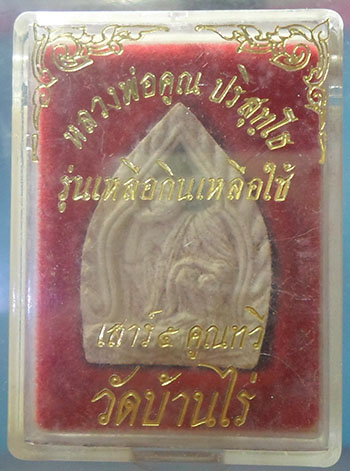 หลวงพ่อคูณ ปริสุทฺโธ
รุ่นเหลือกินเหลือใช้
เสาร์ ๕ คูณทวี
วัดบ้านไร่